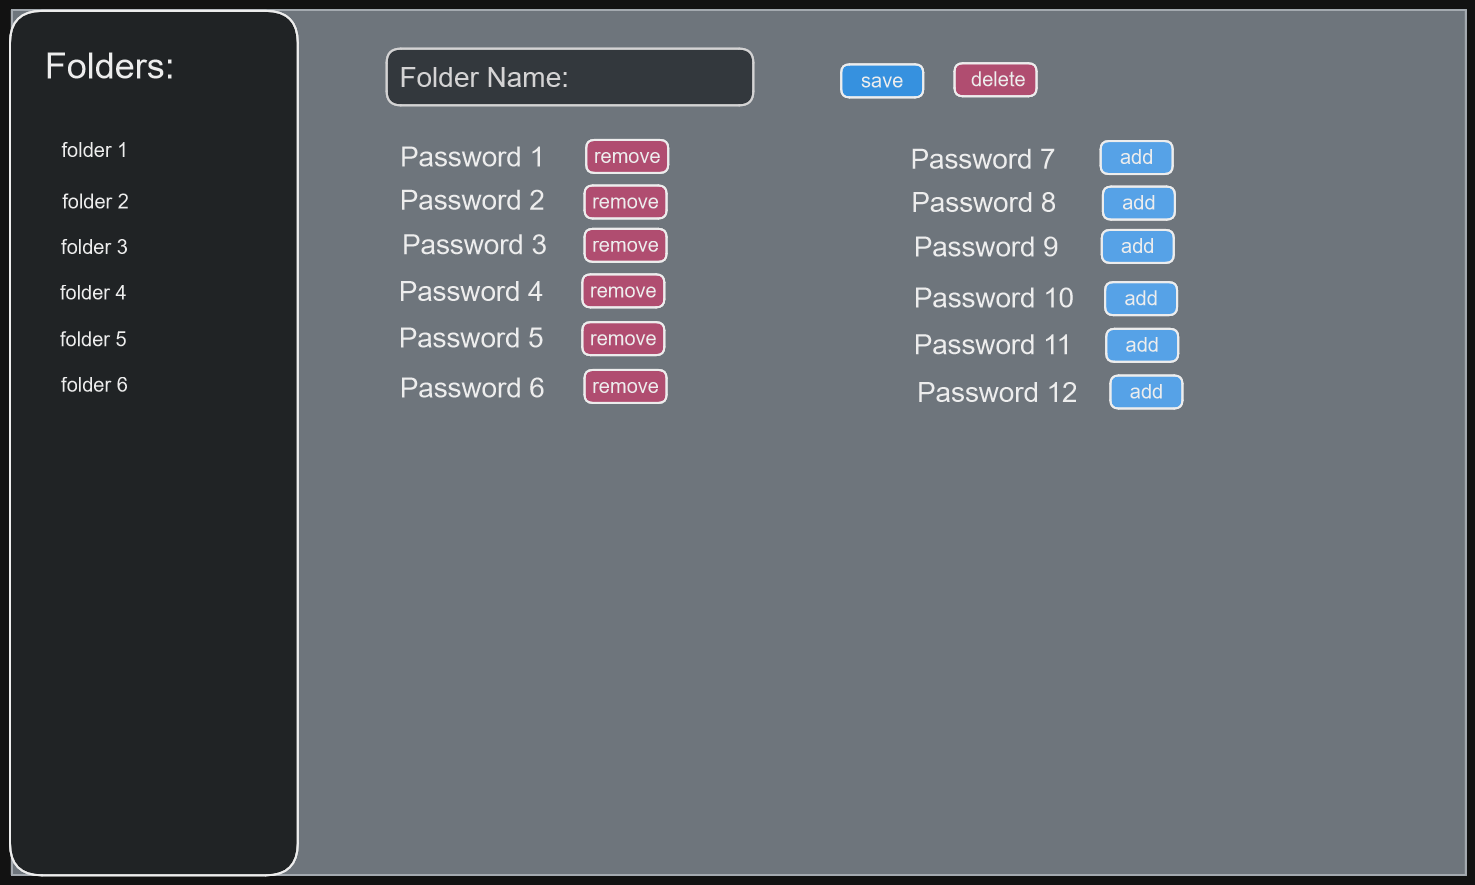 Folders:
folder 1
folder 2
folder 3
folder 4
folder 5
folder 6
Folder Name:
save
delete
Password 1 remove
Password 2 remove
Password 3 remove
Password 4 remove
Password 5 remove
Password 6 remove
Password 7 add
Password 8 add
Password 9 add
Password 10 add
Password 11 add
Password 12 add